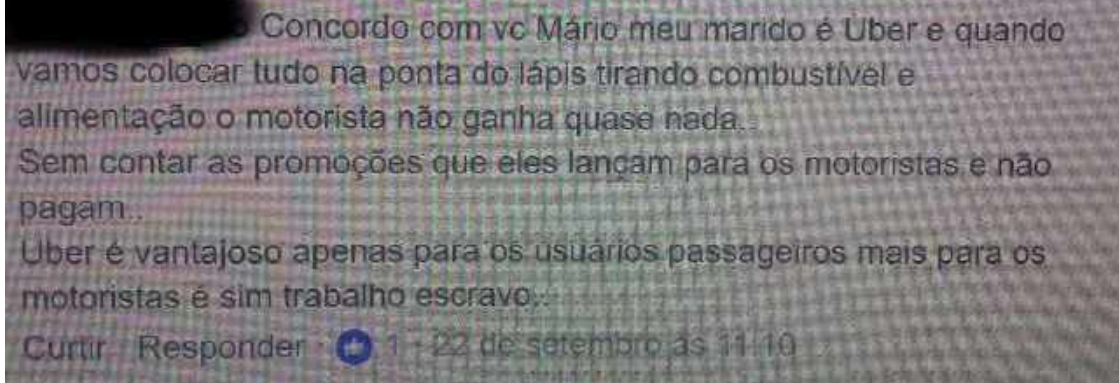 Concordo com vc Mário meu marido é Uber e quando
vamos colocar tudo na ponta do lápis tirando combustível e
alimentação o motorista não ganha quase nada..
Sem contar as promoções que eles lançam para os motoristas e não
pagam..
Uber é vantajoso apenas para os usuários passageiros mais para os
motoristas é sim trabalho escravo..
Curtir Responder 1 - 22 de setembro às 11:10